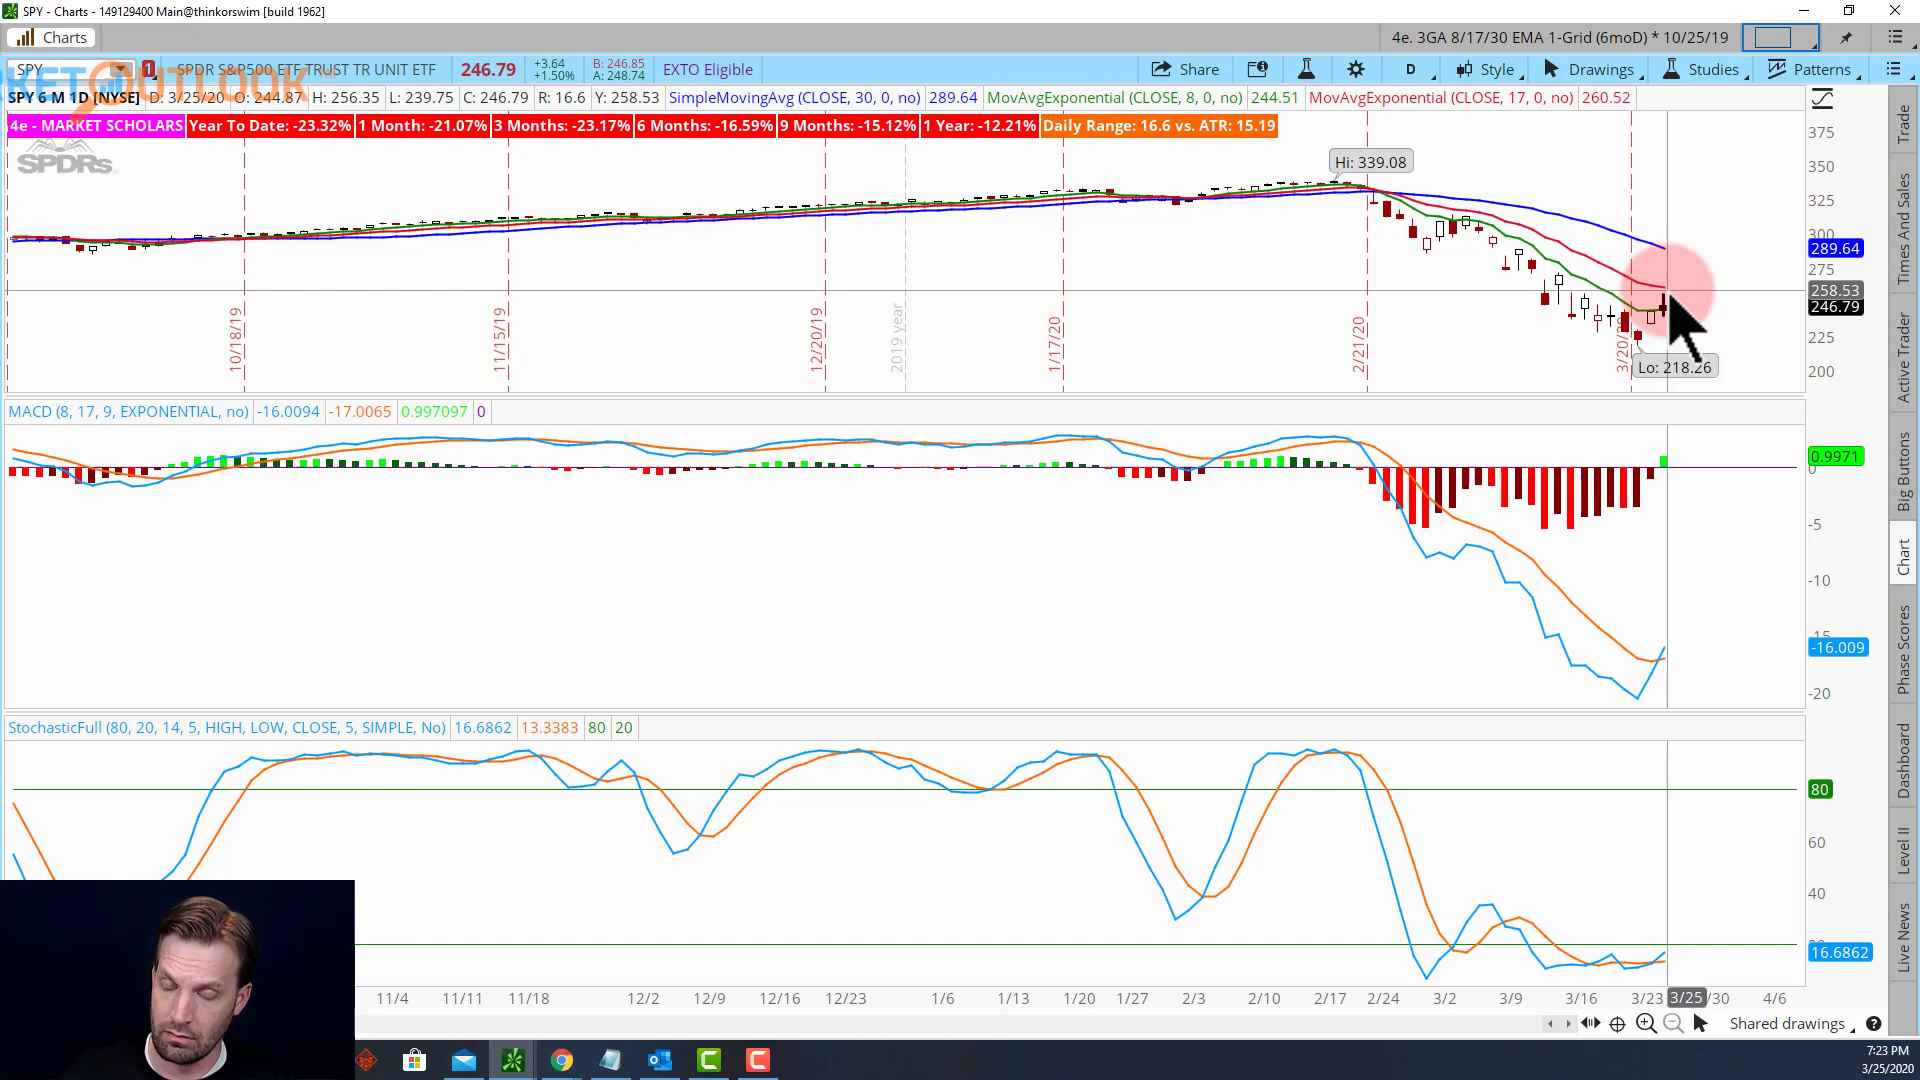 SPY - Charts - 149129400 Main@thinkorswim [build 1962]
Charts
4e. 3GA 8/17/30 EMA 1-Grid (6moD) * 10/25/19
SPY
KET OUTLOOK
1
SPDR S&P500 ETF TRUST TR UNIT ETF
246.79
+3.64
+1.50%
B: 246.85
A: 248.74
EXTO Eligible
Share
D
Style
Drawings
Studies
Patterns
SPY 6 M 1D [NYSE] D: 3/25/20 O: 244.87 H: 256.35 L: 239.75 C: 246.79 R: 16.6 Y: 258.53 SimpleMovingAvg (CLOSE, 30, 0, no) 289.64 MovAvgExponential (CLOSE, 8, 0, no) 244.51 MovAvgExponential (CLOSE, 17, 0, no) 260.52
4e - MARKET SCHOLARS Year To Date: -23.32% 1 Month: -21.07% 3 Months: -23.17% 6 Months: -16.59% 9 Months: -15.12% 1 Year: -12.21% Daily Range: 16.6 vs. ATR: 15.19
SPDRs
Hi: 339.08
Lo: 218.26
375
350
325
300
289.64
275
258.53
246.79
225
200
10/18/19
11/15/19
12/20/19
2019 year
1/17/20
2/21/20
3/20/20
MACD (8, 17, 9, EXPONENTIAL, no) -16.0094 -17.0065 0.997097 0
0.9971
0
-5
-10
-15
-16.009
-20
StochasticFull (80, 20, 14, 5, HIGH, LOW, CLOSE, 5, SIMPLE, No) 16.6862 13.3383 80 20
80
60
40
16.6862
11/4
11/11
11/18
12/2
12/9
12/16
12/23
1/6
1/13
1/20
1/27
2/3
2/10
2/17
2/24
3/2
3/9
3/16
3/23
3/25
/30
4/6
Shared drawings
Trade
Times And Sales
Active Trader
Big Buttons
Chart
Phase Scores
Dashboard
Level II
Live News
7:23 PM
3/25/2020